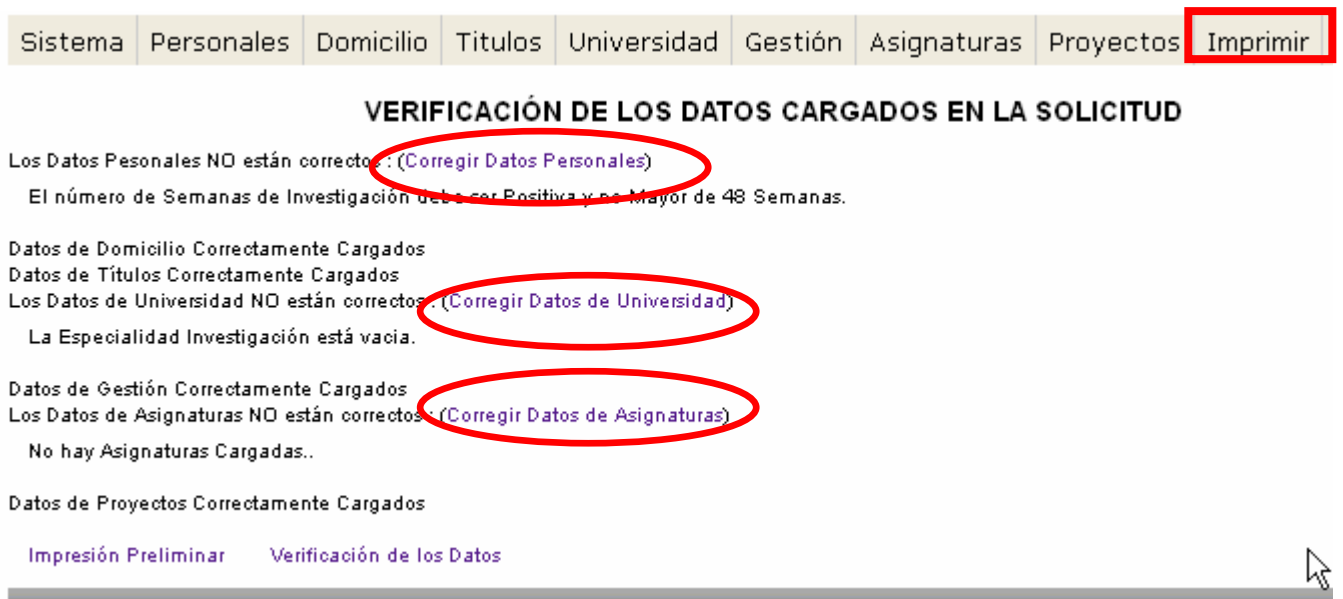 Sistema Personales Domicilio Titulos Universidad Gestión Asignaturas Proyectos Imprimir
VERIFICACIÓN DE LOS DATOS CARGADOS EN LA SOLICITUD
Los Datos Pesonales NO están correctos : (Corregir Datos Personales)
El número de Semanas de Investigación debe ser Positiva y no Mayor de 48 Semanas.
Datos de Domicilio Correctamente Cargados
Datos de Títulos Correctamente Cargados
Los Datos de Universidad NO están correctos : (Corregir Datos de Universidad)
La Especialidad Investigación está vacia.
Datos de Gestión Correctamente Cargados
Los Datos de Asignaturas NO están correctos : (Corregir Datos de Asignaturas)
No hay Asignaturas Cargadas..
Datos de Proyectos Correctamente Cargados
Impresión Preliminar Verificación de los Datos